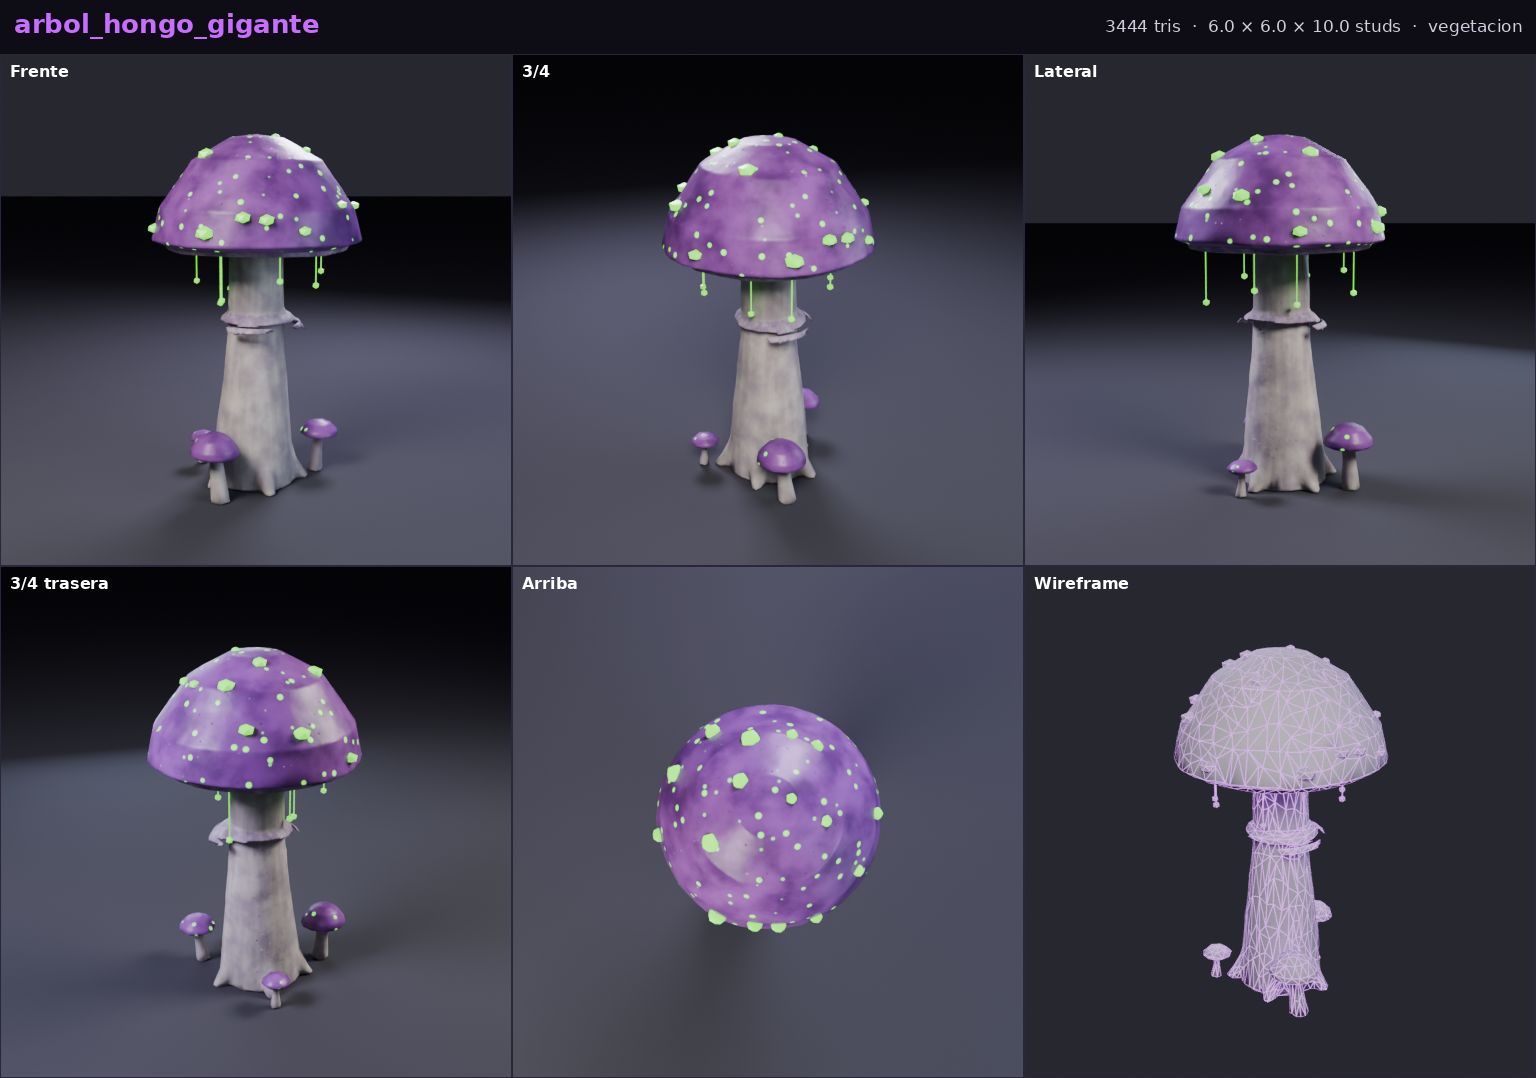 arbol_hongo_gigante
3444 tris · 6.0 × 6.0 × 10.0 studs · vegetacion
Frente
3/4
Lateral
3/4 trasera
Arriba
Wireframe